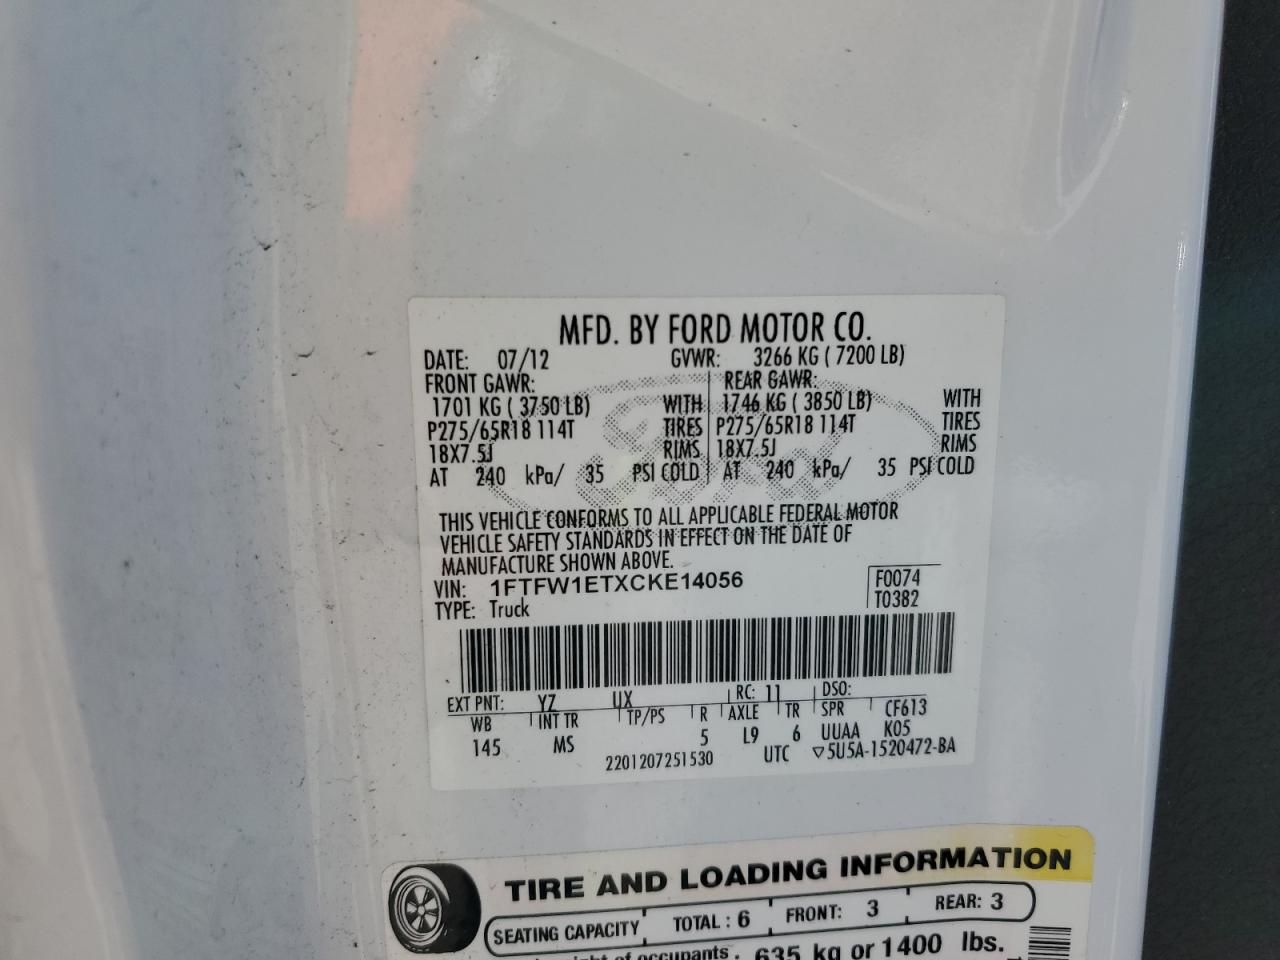 MFD. BY FORD MOTOR CO.
DATE: 07/12 GVWR: 3266 KG ( 7200 LB)
FRONT GAWR: REAR GAWR:
1701 KG ( 3750 LB) WITH 1746 KG ( 3850 LB) WITH
P275/65R18 114T TIRES P275/65R18 114T TIRES
18X7.5J RIMS 18X7.5J RIMS
AT 240 kPa/ 35 PSI COLD AT 240 kPa/ 35 PSI COLD
Ford
THIS VEHICLE CONFORMS TO ALL APPLICABLE FEDERAL MOTOR
VEHICLE SAFETY STANDARDS IN EFFECT ON THE DATE OF
MANUFACTURE SHOWN ABOVE.
VIN: 1FTFW1ETXCKE14056 F0074
TYPE: Truck T0382
EXT PNT: YZ UX RC: 11 DSO:
WB INT TR TP/PS R AXLE TR SPR CF613
145 MS 5 L9 6 UUAA K05
2201207251530 UTC ▽5U5A-1520472-BA
TIRE AND LOADING INFORMATION
SEATING CAPACITY TOTAL : 6 FRONT: 3 REAR: 3
of occupants 635 kg or 1400 lbs.